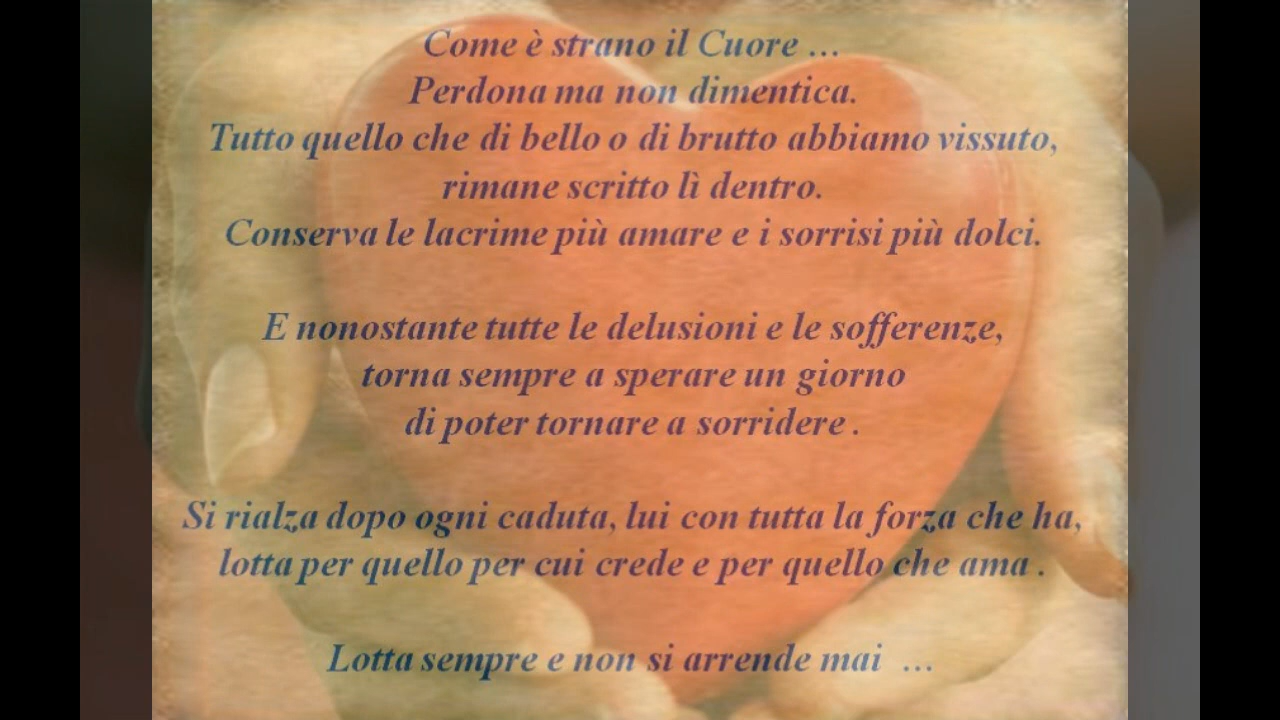 Come è strano il Cuore ...
Perdona ma non dimentica.
Tutto quello che di bello o di brutto abbiamo vissuto,
rimane scritto lì dentro.
Conserva le lacrime più amare e i sorrisi più dolci.
E nonostante tutte le delusioni e le sofferenze,
torna sempre a sperare un giorno
di poter tornare a sorridere .
Si rialza dopo ogni caduta, lui con tutta la forza che ha,
lotta per quello per cui crede e per quello che ama .
Lotta sempre e non si arrende mai ...